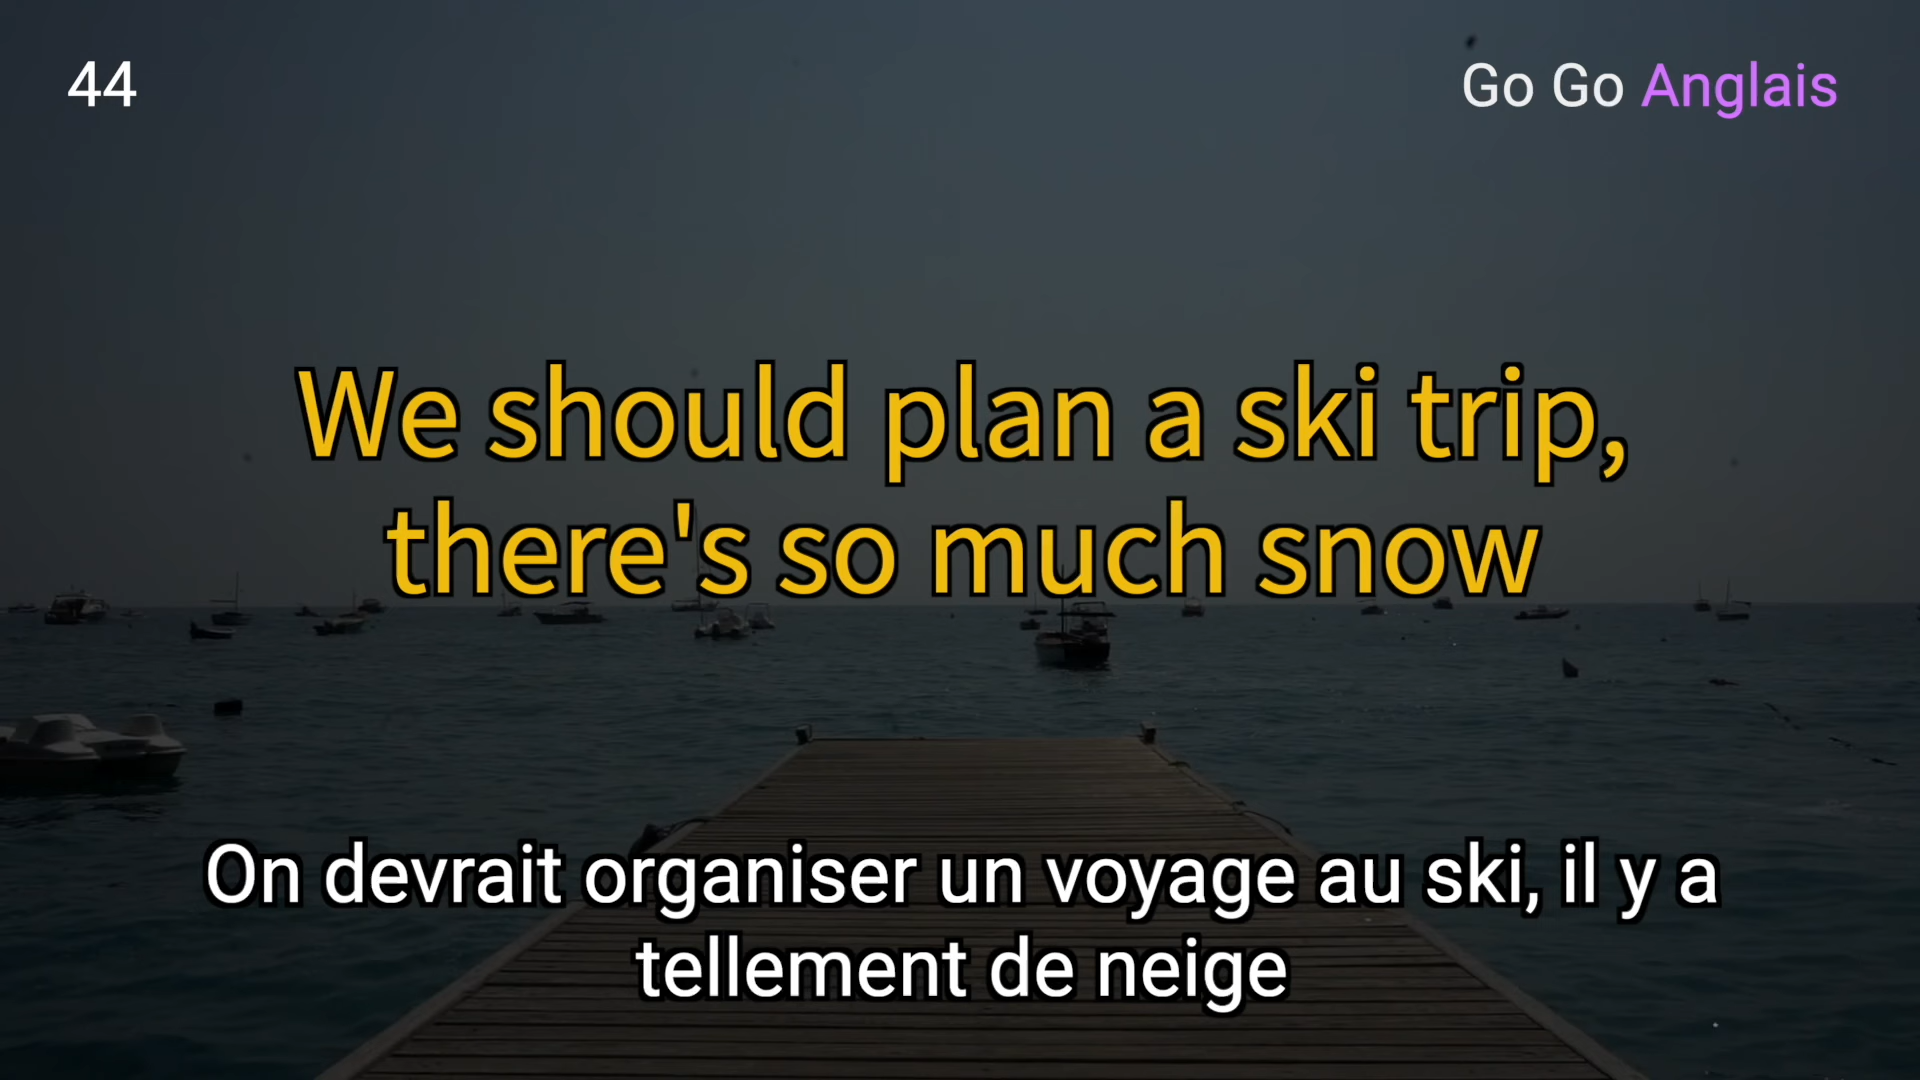 44
Go Go Anglais
We should plan a ski trip,
there's so much snow
On devrait organiser un voyage au ski, il y a
tellement de neige